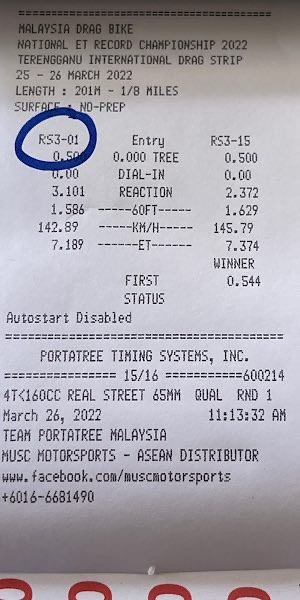 =====================================
MALAYSIA DRAG BIKE
NATIONAL ET RECORD CHAMPIONSHIP 2022
TERENGGANU INTERNATIONAL DRAG STRIP
25 - 26 MARCH 2022
LENGTH : 201M - 1/8 MILES
SURFACE : NO-PREP
RS3-01 Entry RS3-15
0.500 0.000 TREE 0.500
0.00 DIAL-IN 0.00
3.101 REACTION 2.372
1.586 -----60FT------ 1.629
142.89 -----KM/H------ 145.79
7.189 ------ET------- 7.374
WINNER
FIRST 0.544
STATUS
Autostart Disabled
=====================================
PORTATREE TIMING SYSTEMS, INC.
================ 15/16 ===========600214
4T<160CC REAL STREET 65MM QUAL RND 1
March 26, 2022 11:13:32 AM
TEAM PORTATREE MALAYSIA
MUSC MOTORSPORTS - ASEAN DISTRIBUTOR
www.facebook.com/muscmotorsports
+6016-6681490